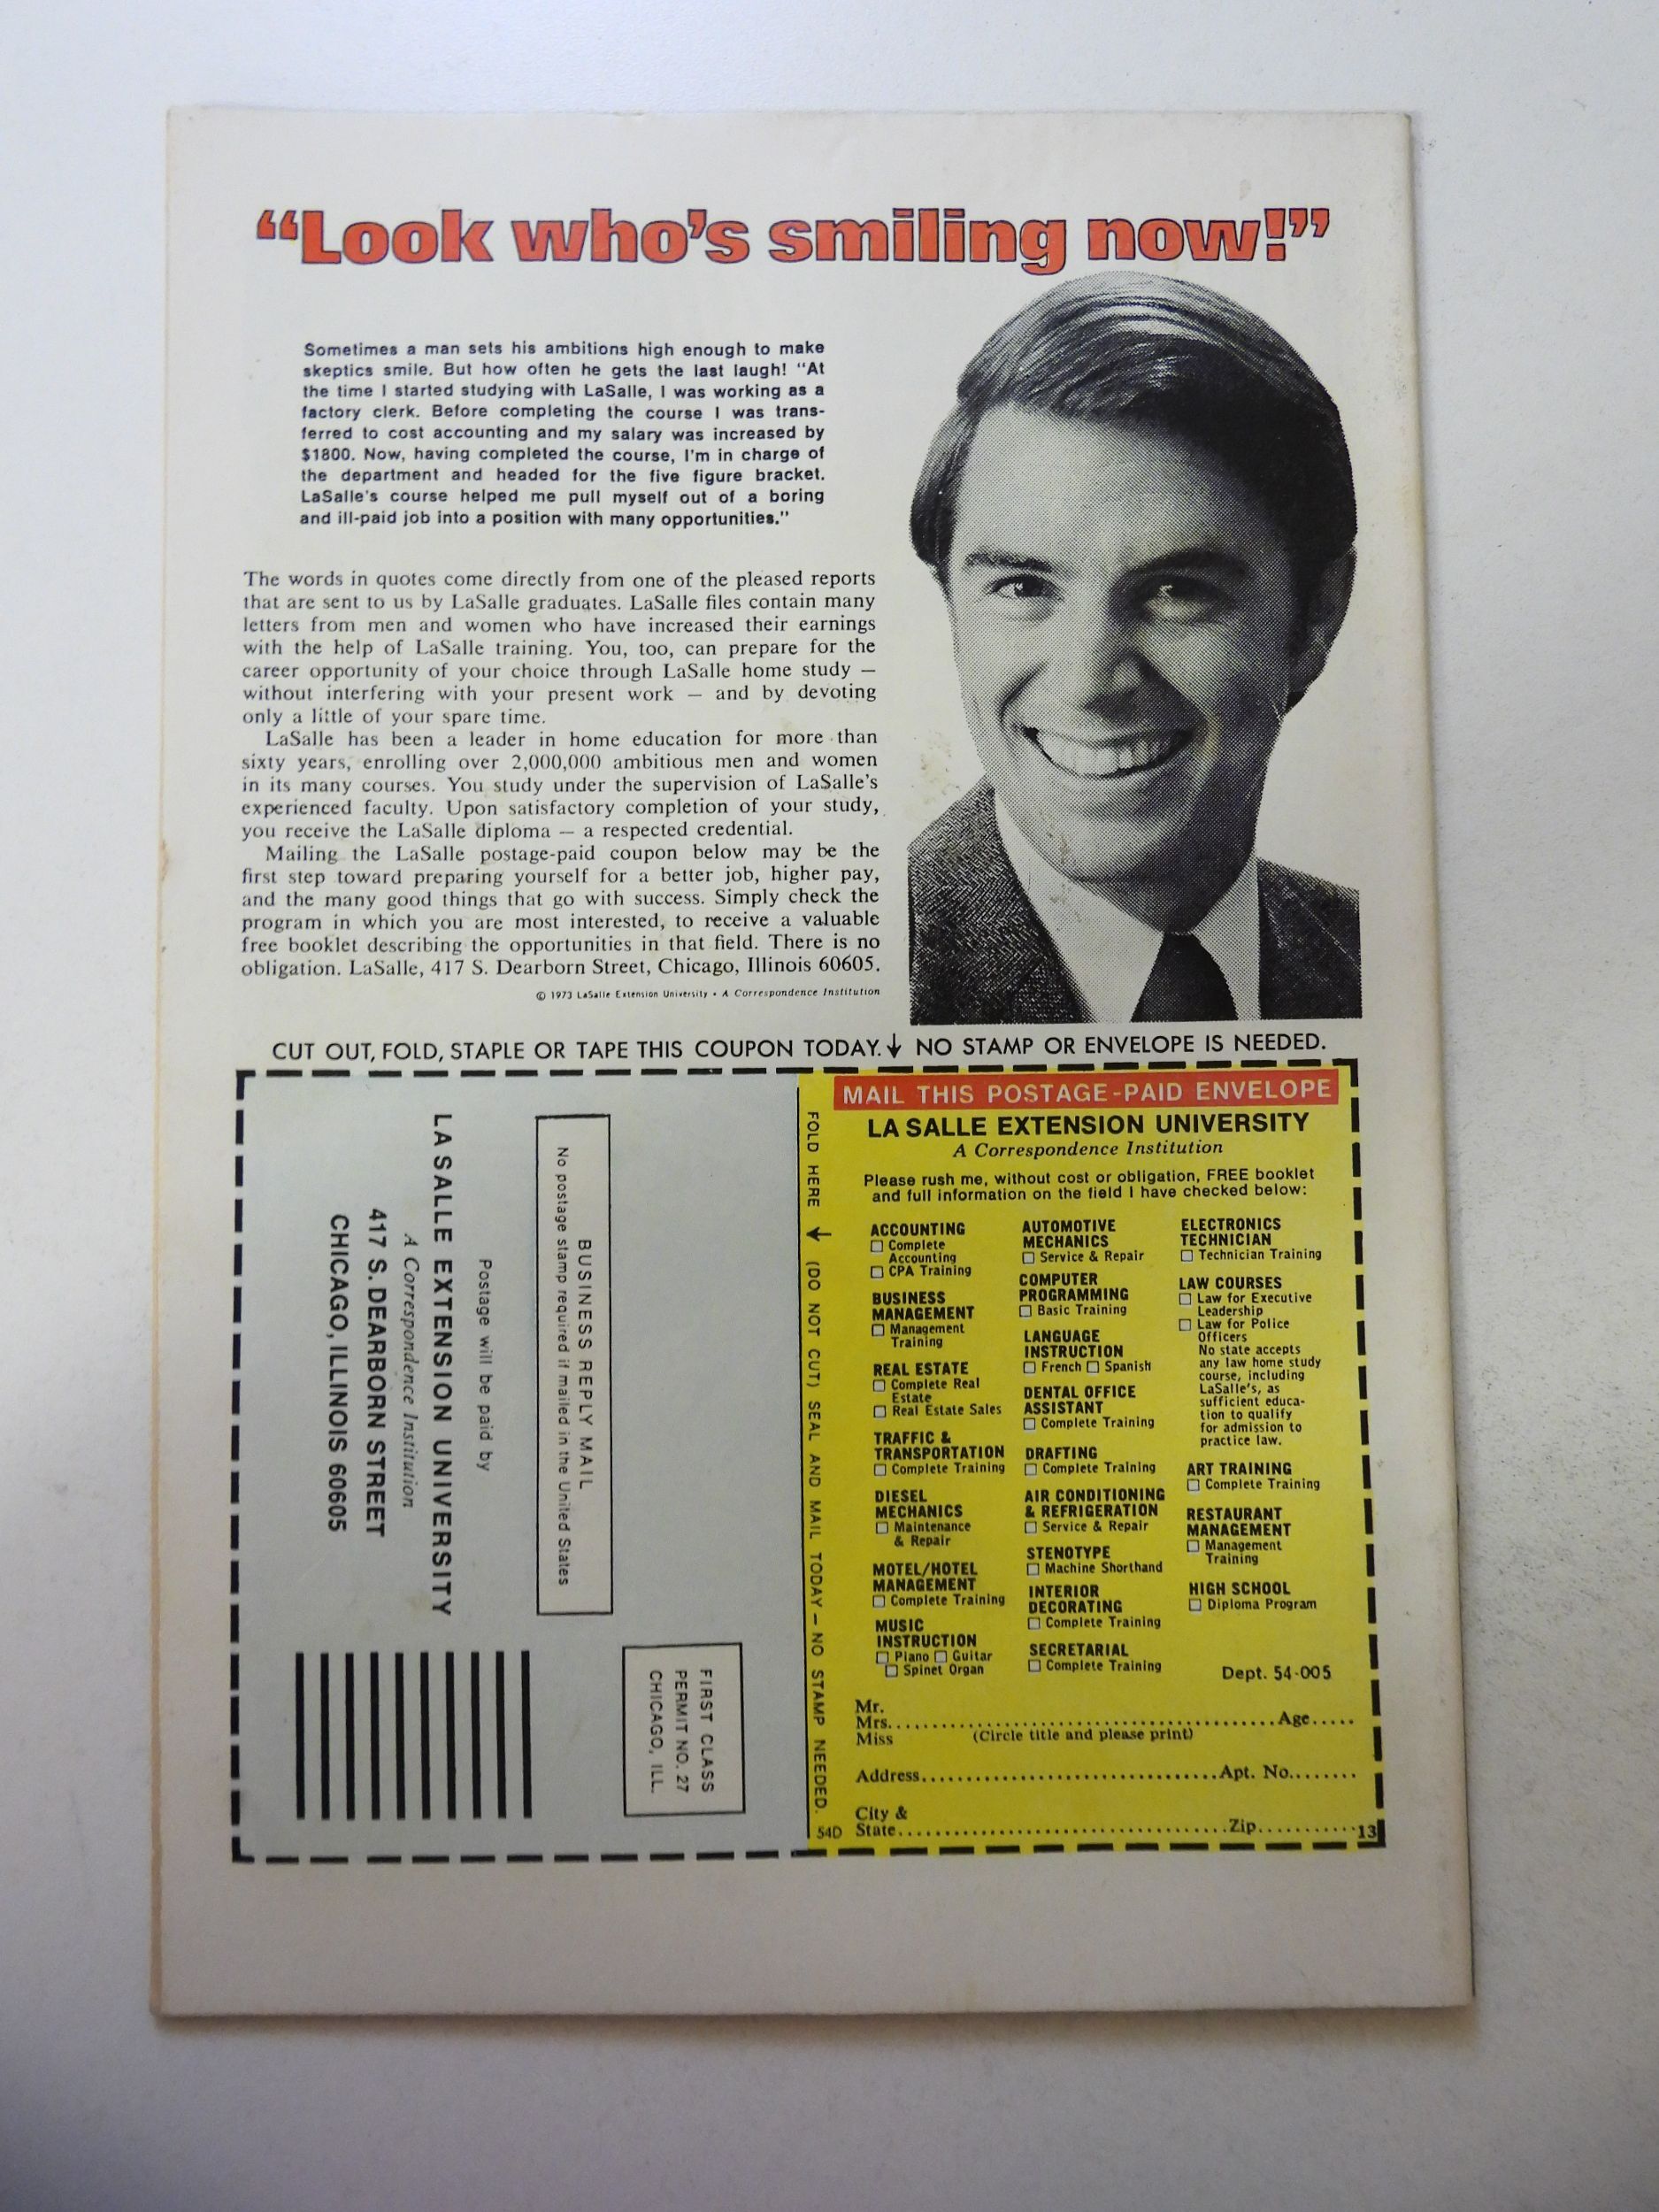 “Look who’s smiling now!”
Sometimes a man sets his ambitions high enough to make
skeptics smile. But how often he gets the last laugh! “At
the time I started studying with LaSalle, I was working as a
factory clerk. Before completing the course I was trans-
ferred to cost accounting and my salary was increased by
$1800. Now, having completed the course, I'm in charge of
the department and headed for the five figure bracket.
LaSalle's course helped me pull myself out of a boring
and ill-paid job into a position with many opportunities.”
The words in quotes come directly from one of the pleased reports
that are sent to us by LaSalle graduates. LaSalle files contain many
letters from men and women who have increased their earnings
with the help of LaSalle training. You, too, can prepare for the
career opportunity of your choice through LaSalle home study —
without interfering with your present work — and by devoting
only a little of your spare time.
LaSalle has been a leader in home education for more than
sixty years, enrolling over 2,000,000 ambitious men and women
in its many courses. You study under the supervision of LaSalle's
experienced faculty. Upon satisfactory completion of your study,
you receive the LaSalle diploma — a respected credential.
Mailing the LaSalle postage-paid coupon below may be the
first step toward preparing yourself for a better job, higher pay,
and the many good things that go with success. Simply check the
program in which you are most interested, to receive a valuable
free booklet describing the opportunities in that field. There is no
obligation. LaSalle, 417 S. Dearborn Street, Chicago, Illinois 60605.
© 1973 LaSalle Extension University • A Correspondence Institution
CUT OUT, FOLD, STAPLE OR TAPE THIS COUPON TODAY. ↓ NO STAMP OR ENVELOPE IS NEEDED.
FIRST CLASS
PERMIT NO. 27
CHICAGO, ILL.
BUSINESS REPLY MAIL
No postage stamp required if mailed in the United States
Postage will be paid by
LA SALLE EXTENSION UNIVERSITY
A Correspondence Institution
417 S. DEARBORN STREET
CHICAGO, ILLINOIS 60605
FOLD HERE ↓ (DO NOT CUT) SEAL AND MAIL TODAY — NO STAMP NEEDED.
MAIL THIS POSTAGE-PAID ENVELOPE
LA SALLE EXTENSION UNIVERSITY
A Correspondence Institution
Please rush me, without cost or obligation, FREE booklet
and full information on the field I have checked below:
ACCOUNTING
☐ Complete
Accounting
☐ CPA Training
BUSINESS
MANAGEMENT
☐ Management
Training
REAL ESTATE
☐ Complete Real
Estate
☐ Real Estate Sales
TRAFFIC &
TRANSPORTATION
☐ Complete Training
DIESEL
MECHANICS
☐ Maintenance
& Repair
MOTEL/HOTEL
MANAGEMENT
☐ Complete Training
MUSIC
INSTRUCTION
☐ Piano ☐ Guitar
☐ Spinet Organ
AUTOMOTIVE
MECHANICS
☐ Service & Repair
COMPUTER
PROGRAMMING
☐ Basic Training
LANGUAGE
INSTRUCTION
☐ French ☐ Spanish
DENTAL OFFICE
ASSISTANT
☐ Complete Training
DRAFTING
☐ Complete Training
AIR CONDITIONING
& REFRIGERATION
☐ Service & Repair
STENOTYPE
☐ Machine Shorthand
INTERIOR
DECORATING
☐ Complete Training
SECRETARIAL
☐ Complete Training
ELECTRONICS
TECHNICIAN
☐ Technician Training
LAW COURSES
☐ Law for Executive
Leadership
☐ Law for Police
Officers
No state accepts
any law home study
course, including
LaSalle's, as
sufficient educa-
tion to qualify
for admission to
practice law.
ART TRAINING
☐ Complete Training
RESTAURANT
MANAGEMENT
☐ Management
Training
HIGH SCHOOL
☐ Diploma Program
Dept. 54-005
Mr.
Mrs. Age
Miss (Circle title and please print)
Address Apt. No.
City &
54D State Zip 13